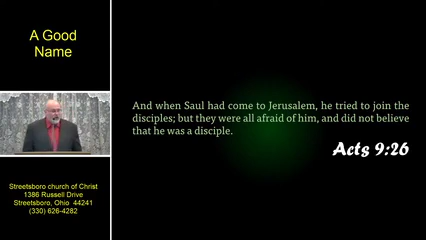 A Good
Name
And when Saul had come to Jerusalem, he tried to join the
disciples; but they were all afraid of him, and did not believe
that he was a disciple.
Acts 9:26
Streetsboro church of Christ
1386 Russell Drive
Streetsboro, Ohio  44241
(330) 626-4282